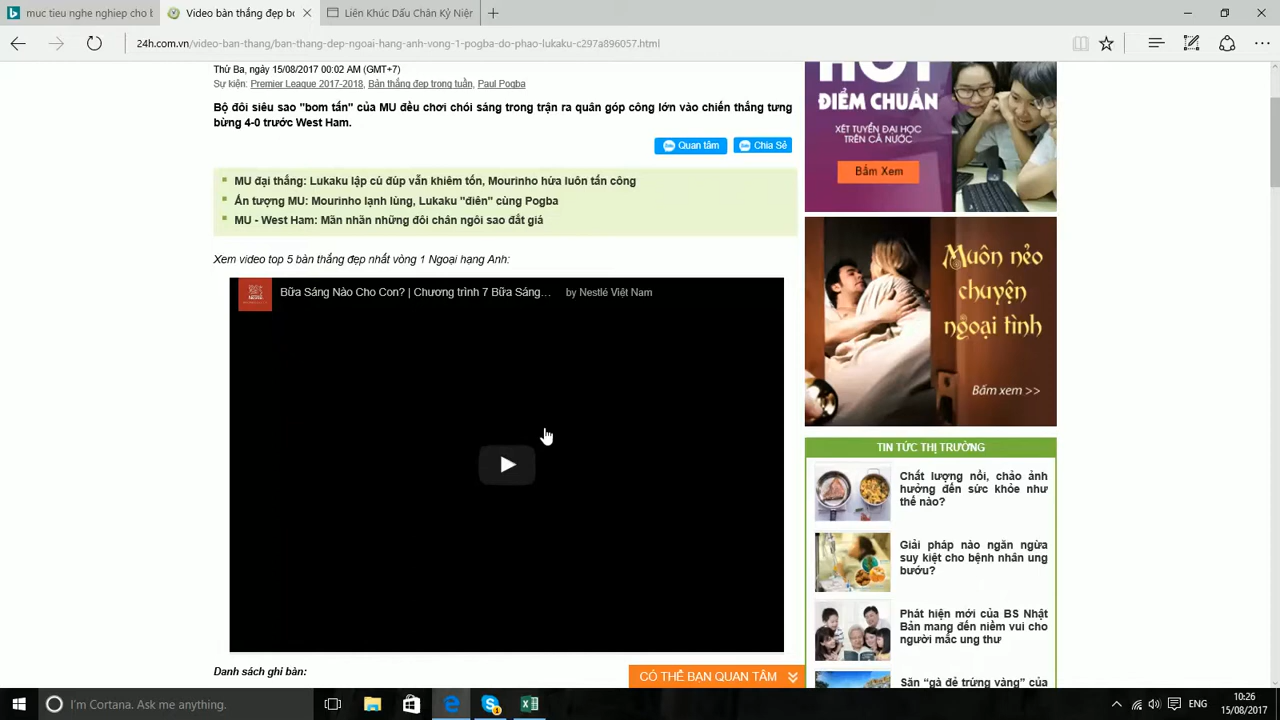 muc tiep nhc
Video bàn thắng đẹp
24h.com.vn/video-ban-thang/ban-thang-dep-ngoai-hang-anh-vong-1-pogba-do-phao-lukaku-c297a896057.html
Thứ Ba, ngày 15/08/2017 00:02 AM (GMT+7)
Sự kiện: Premier League 2017-2018, Bàn thắng đẹp trong tuần, Paul Pogba
Bộ đôi siêu sao "bom tấn" của MU đều chơi chói sáng trong trận ra quân góp công lớn vào chiến thắng tưng
bừng 4-0 trước West Ham.
Quan tâm
Chia Sẻ
MU đại thắng: Lukaku lập cú đúp vẫn khiêm tốn, Mourinho hứa luôn tấn công
Ấn tượng MU: Mourinho lạnh lùng, Lukaku "điên" cùng Pogba
MU - West Ham: Mãn nhãn những đôi chân ngôi sao đắt giá
Xem video top 5 bàn thắng đẹp nhất vòng 1 Ngoại hạng Anh:
Bữa Sáng Nào Cho Con? | Chương trình 7 Bữa Sáng… by Nestlé Việt Nam
Danh sách ghi bàn:
CÓ THỂ BẠN QUAN TÂM
HOT
ĐIỂM CHUẨN
XÉT TUYỂN ĐẠI HỌC
TRÊN CẢ NƯỚC
Bấm Xem
Muôn nẻo
chuyện
ngoại tình
Bấm xem >>
TIN TỨC THỊ TRƯỜNG
Chất lượng nồi, chảo ảnh
hưởng đến sức khỏe như
thế nào?
Giải pháp nào ngăn ngừa
suy kiệt cho bệnh nhân ung
bướu?
Phát hiện mới của BS Nhật
Bản mang đến niềm vui cho
người mắc ung thư
Săn “gà đẻ trứng vàng” của
I'm Cortana. Ask me anything.
ENG
10:26
15/08/2017